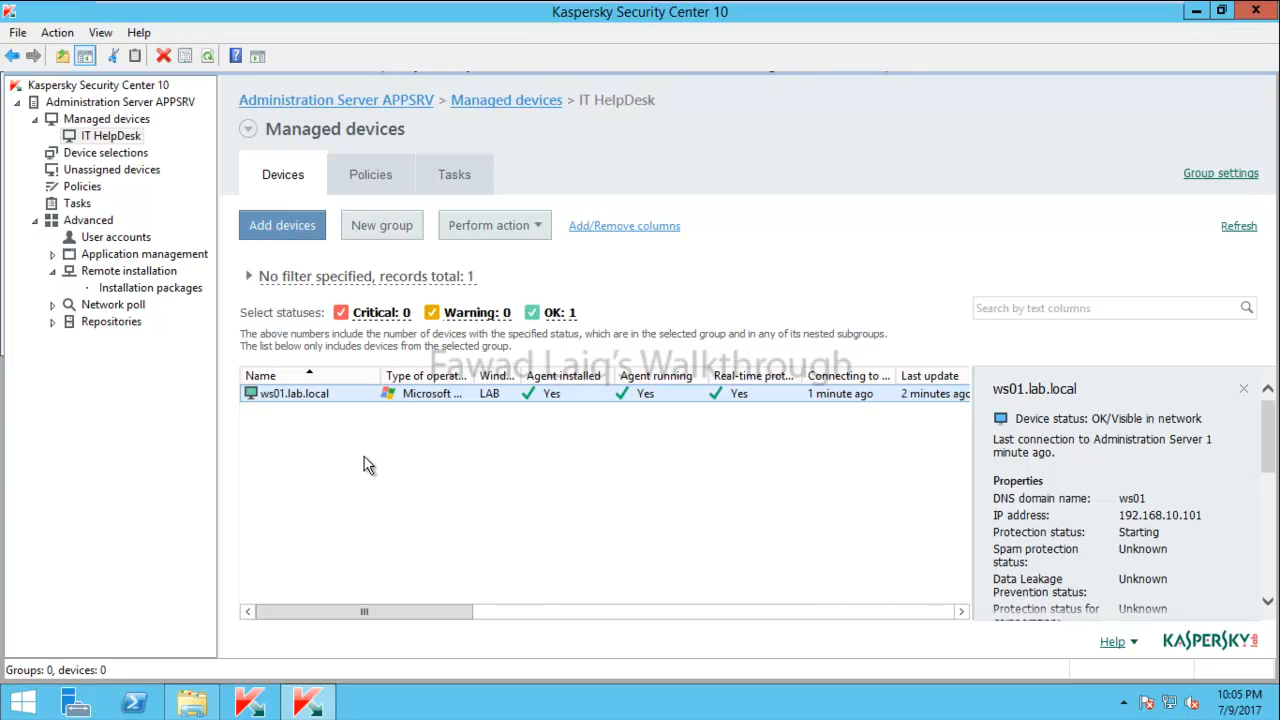 Kaspersky Security Center 10
File Action View Help
Kaspersky Security Center 10
Administration Server APPSRV
Managed devices
IT HelpDesk
Device selections
Unassigned devices
Policies
Tasks
Advanced
User accounts
Application management
Remote installation
Installation packages
Network poll
Repositories
Administration Server APPSRV > Managed devices > IT HelpDesk
Managed devices
Devices Policies Tasks
Group settings
Add devices New group Perform action Add/Remove columns Refresh
No filter specified, records total: 1
Select statuses: Critical: 0 Warning: 0 OK: 1
Search by text columns
The above numbers include the number of devices with the specified status, which are in the selected group and in any of its nested subgroups.
The list below only includes devices from the selected group.
Fawad Laiq's Walkthrough
Name Type of operat... Wind... Agent installed Agent running Real-time prot... Connecting to ... Last update
ws01.lab.local Microsoft ... LAB Yes Yes Yes 1 minute ago 2 minutes ago
ws01.lab.local
Device status: OK/Visible in network
Last connection to Administration Server 1
minute ago.
Properties
DNS domain name: ws01
IP address: 192.168.10.101
Protection status: Starting
Spam protection status: Unknown
Data Leakage Prevention status: Unknown
Protection status for Unknown
Help KASPERSKY
Groups: 0, devices: 0
10:05 PM
7/9/2017